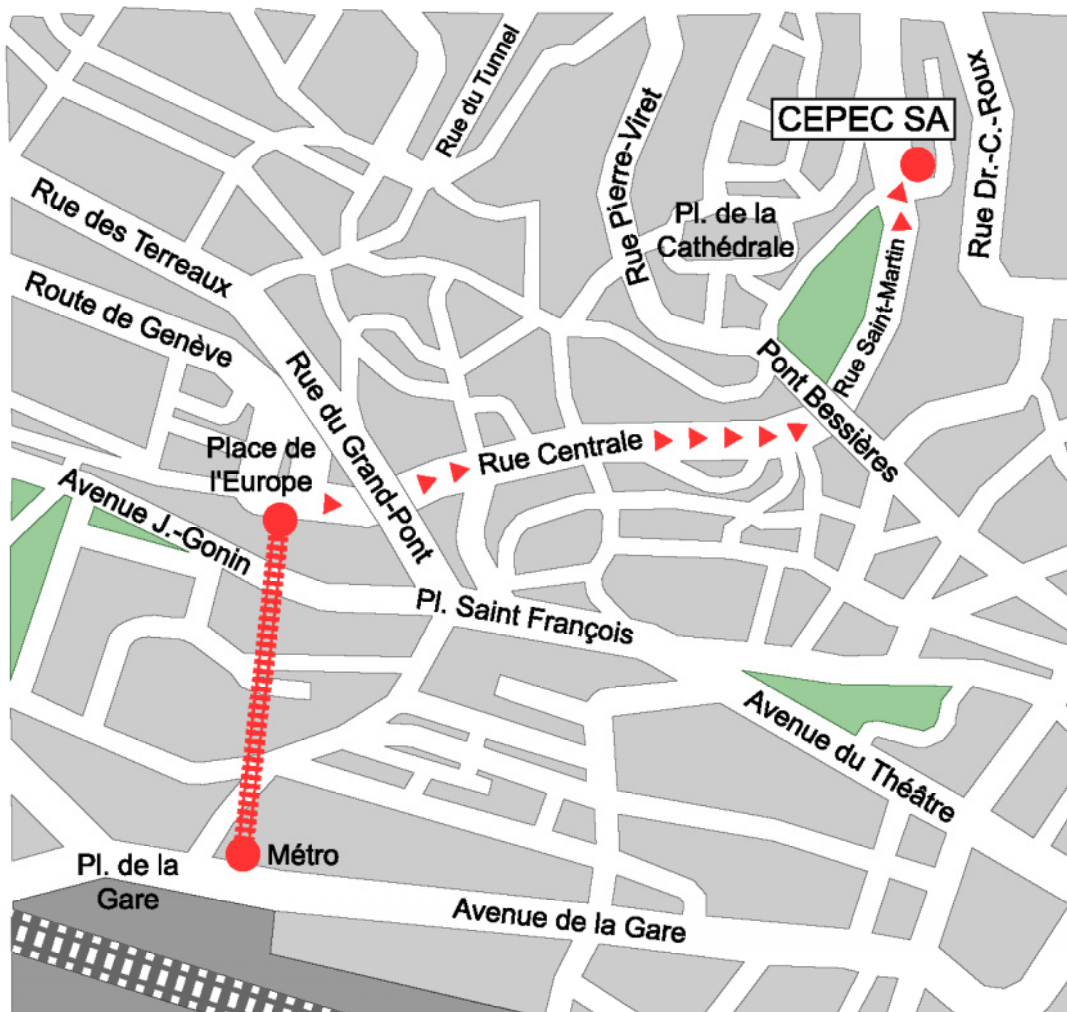 Rue du Tunnel
Rue Pierre-Viret
CEPEC SA
Rue Dr.-C.-Roux
Rue des Terreaux
Pl. de la
Cathédrale
Route de Genève
Rue Saint-Martin
Rue du Grand-Pont
Pont Bessières
Place de
l'Europe
Rue Centrale
Avenue J.-Gonin
Pl. Saint François
Avenue du Théâtre
Métro
Pl. de la
Gare
Avenue de la Gare